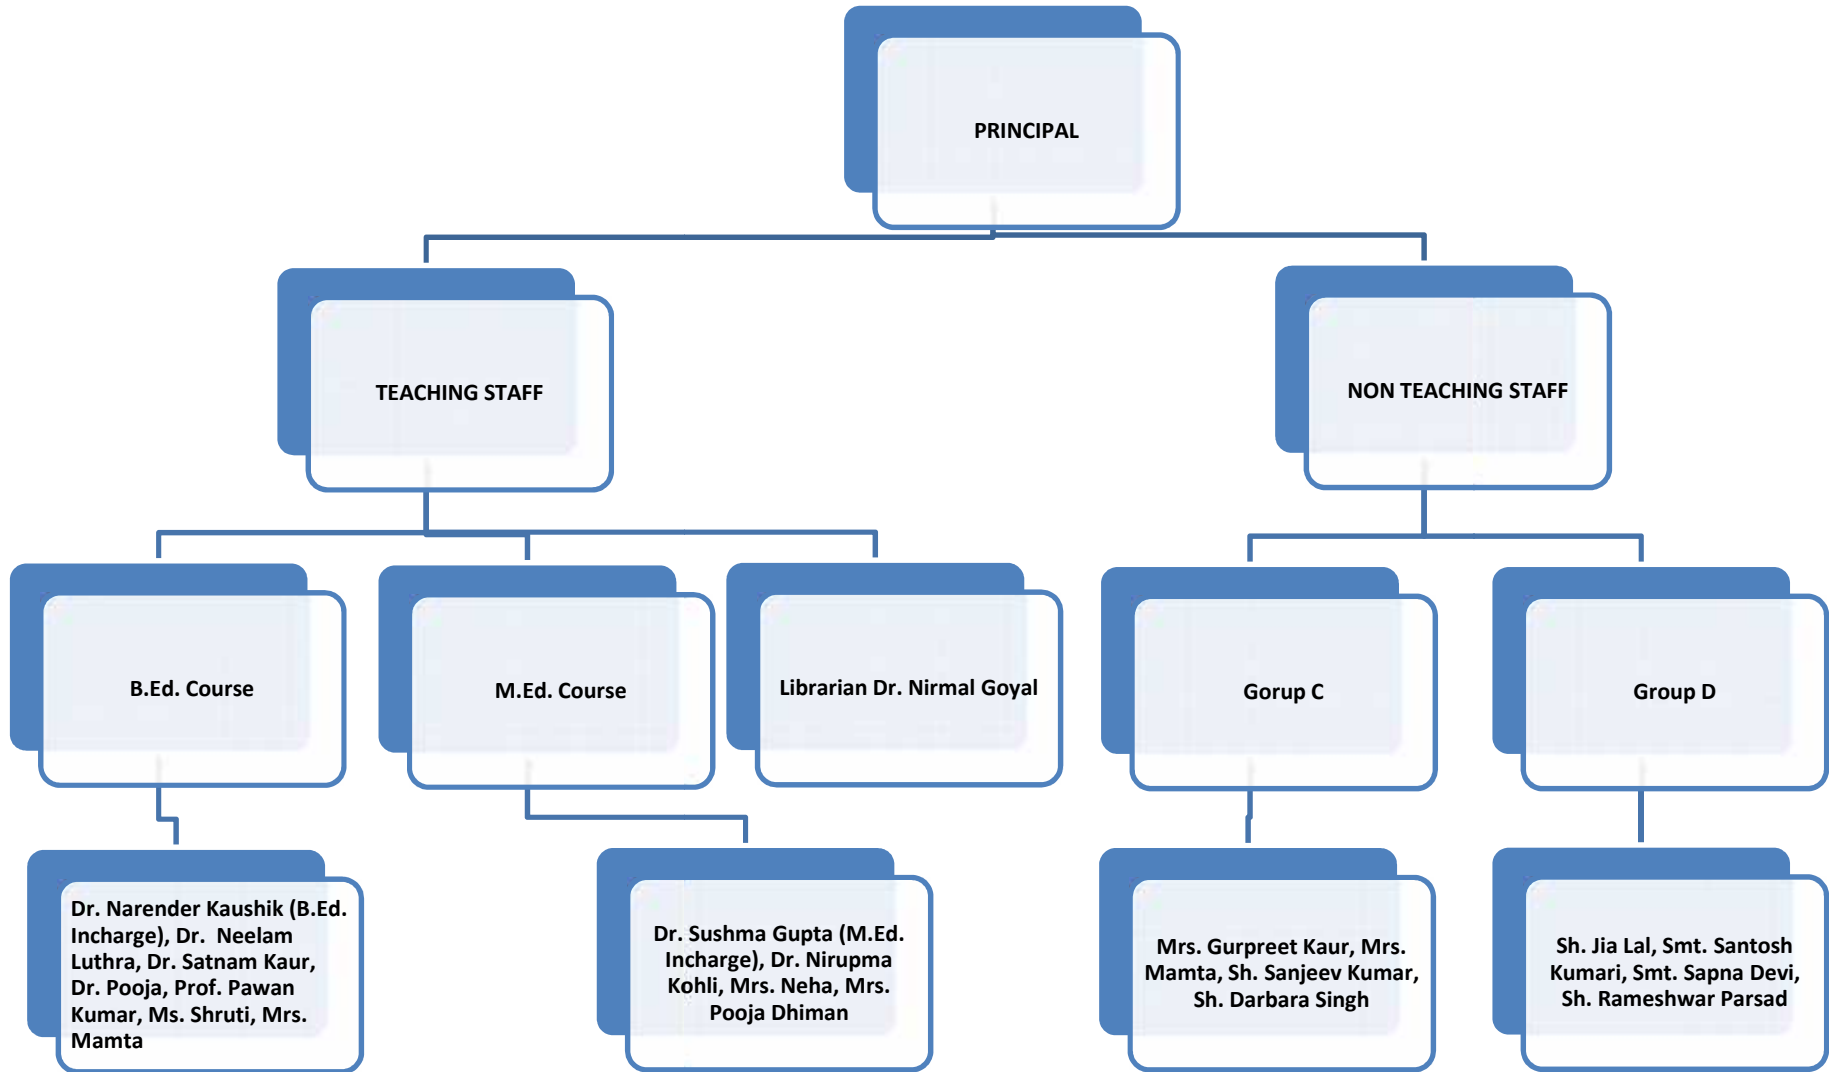 PRINCIPAL
TEACHING STAFF
NON TEACHING STAFF
B.Ed. Course
M.Ed. Course
Librarian Dr. Nirmal Goyal
Gorup C
Group D
Dr. Narender Kaushik (B.Ed.
Incharge), Dr.  Neelam
Luthra, Dr. Satnam Kaur,
Dr. Pooja, Prof. Pawan
Kumar, Ms. Shruti, Mrs.
Mamta
Dr. Sushma Gupta (M.Ed.
Incharge), Dr. Nirupma
Kohli, Mrs. Neha, Mrs.
Pooja Dhiman
Mrs. Gurpreet Kaur, Mrs.
Mamta, Sh. Sanjeev Kumar,
Sh. Darbara Singh
Sh. Jia Lal, Smt. Santosh
Kumari, Smt. Sapna Devi,
Sh. Rameshwar Parsad